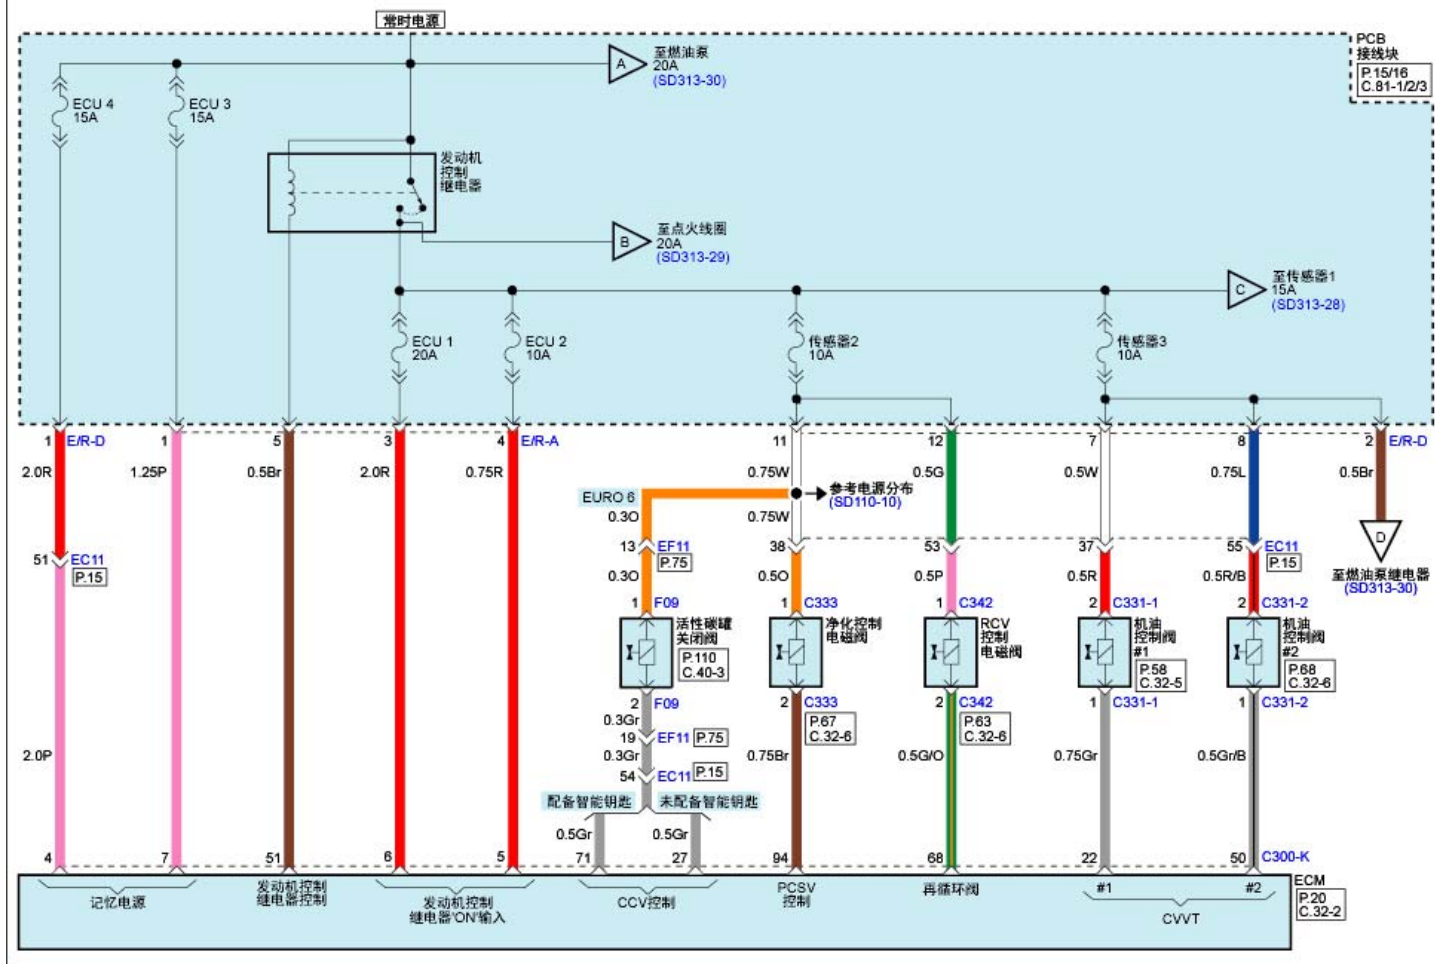 常时电源
PCB
接线块
P.15/16
C.81-1/2/3
A
至燃油泵
20A
(SD313-30)
ECU 4
15A
ECU 3
15A
发动机
控制
继电器
B
至点火线圈
20A
(SD313-29)
C
至传感器1
15A
(SD313-28)
ECU 1
20A
ECU 2
10A
传感器2
10A
传感器3
10A
1 E/R-D
1
5
3
4 E/R-A
11
12
7
8
2 E/R-D
2.0R
1.25P
0.5Br
2.0R
0.75R
0.75W
0.5G
0.5W
0.75L
0.5Br
EURO 6
0.3O
0.75W
参考电源分布
(SD110-10)
D
至燃油泵继电器
(SD313-30)
51 EC11
P.15
13 EF11
P.75
38
53
37
55 EC11
P.15
0.3O
0.5O
0.5P
0.5R
0.5R/B
1 F09
1 C333
1 C342
2 C331-1
2 C331-2
活性碳罐
关闭阀
P.110
C.40-3
净化控制
电磁阀
RCV
控制
电磁阀
机油
控制阀
#1
P.58
C.32-5
机油
控制阀
#2
P.68
C.32-6
2 F09
2 C333
2 C342
1 C331-1
1 C331-2
P.67
C.32-6
P.63
C.32-6
0.3Gr
19 EF11 P.75
0.3Gr
54 EC11 P.15
2.0P
0.75Br
0.5G/O
0.75Gr
0.5Gr/B
配备智能钥匙
未配备智能钥匙
0.5Gr
0.5Gr
4
7
51
6
5
71
27
94
68
22
50 C300-K
记忆电源
发动机控制
继电器控制
发动机控制
继电器'ON'输入
CCV控制
PCSV
控制
再循环阀
#1
#2
CVVT
ECM
P.20
C.32-2